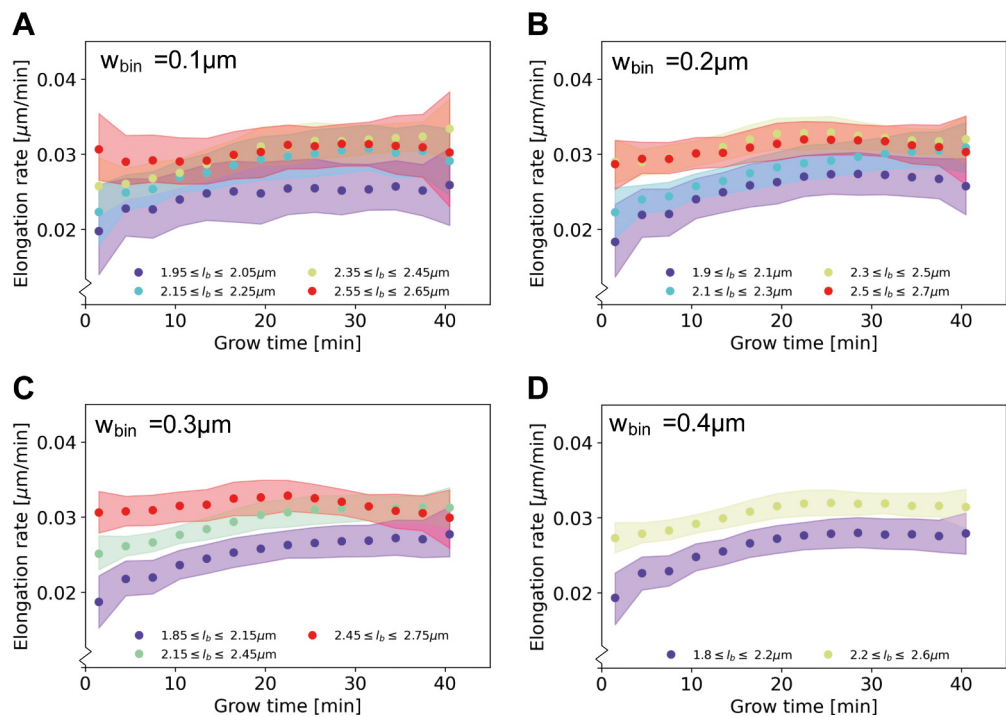 A
w_bin =0.1µm
Elongation rate [µm/min]
0.04
0.03
0.02
1.95 ≤ l_b ≤ 2.05µm
2.15 ≤ l_b ≤ 2.25µm
2.35 ≤ l_b ≤ 2.45µm
2.55 ≤ l_b ≤ 2.65µm
0 10 20 30 40
Grow time [min]
B
w_bin =0.2µm
Elongation rate [µm/min]
0.04
0.03
0.02
1.9 ≤ l_b ≤ 2.1µm
2.1 ≤ l_b ≤ 2.3µm
2.3 ≤ l_b ≤ 2.5µm
2.5 ≤ l_b ≤ 2.7µm
0 10 20 30 40
Grow time [min]
C
w_bin =0.3µm
Elongation rate [µm/min]
0.04
0.03
0.02
1.85 ≤ l_b ≤ 2.15µm
2.15 ≤ l_b ≤ 2.45µm
2.45 ≤ l_b ≤ 2.75µm
0 10 20 30 40
Grow time [min]
D
w_bin =0.4µm
Elongation rate [µm/min]
0.04
0.03
0.02
1.8 ≤ l_b ≤ 2.2µm
2.2 ≤ l_b ≤ 2.6µm
0 10 20 30 40
Grow time [min]